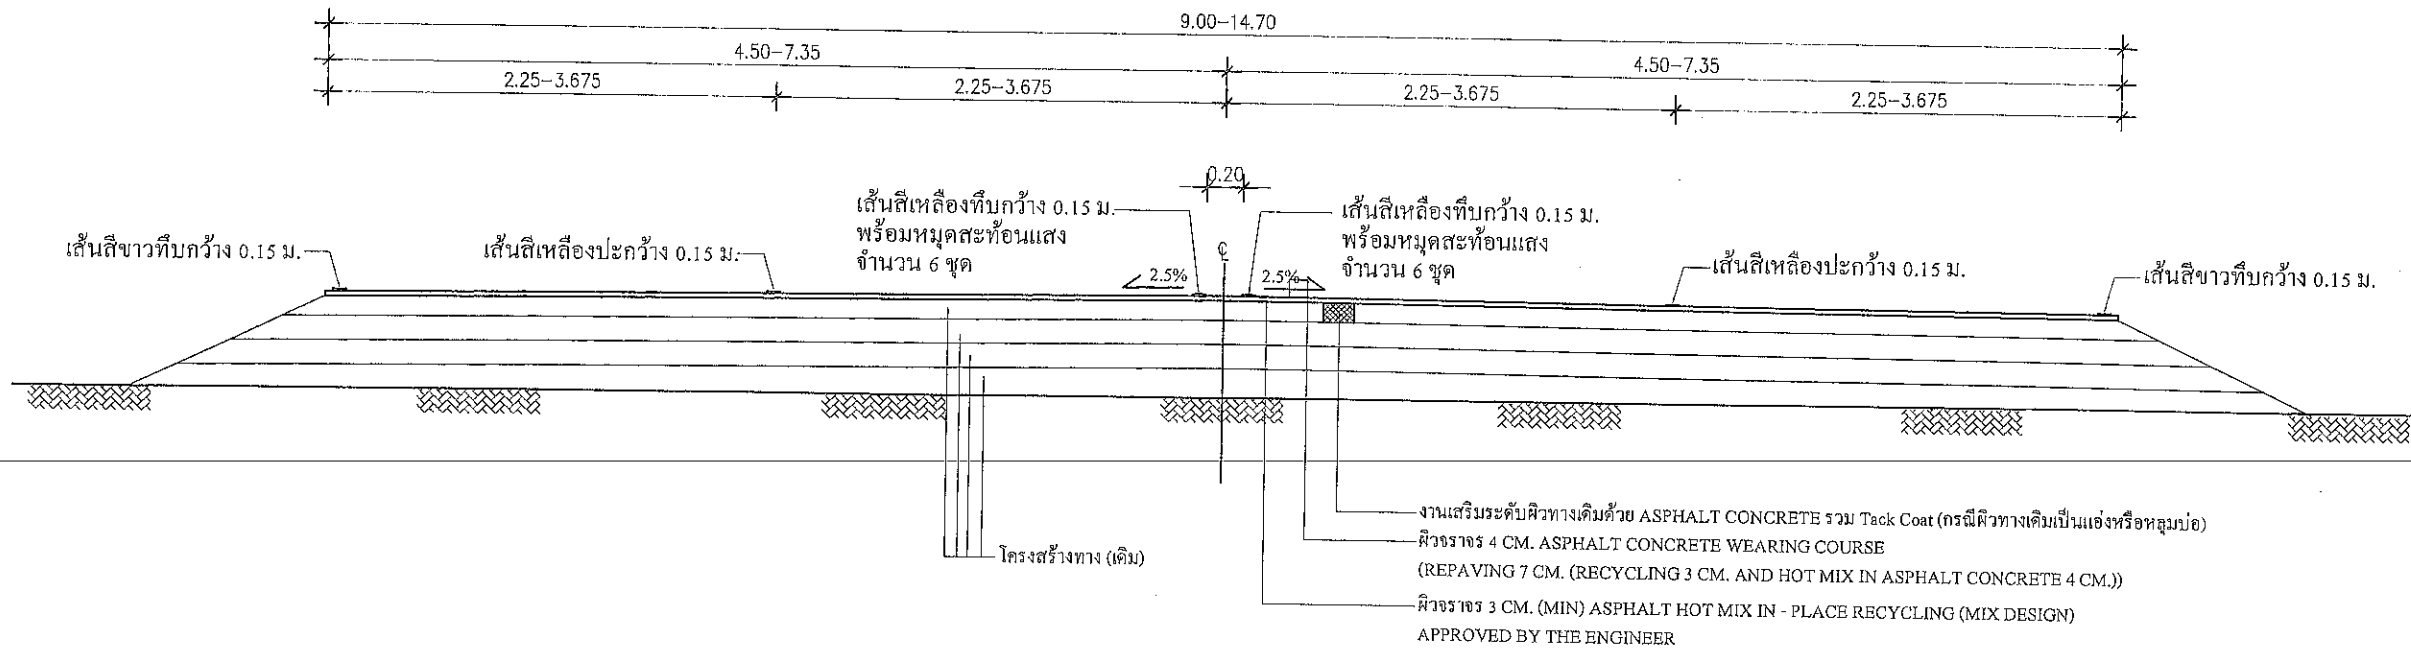 9.00-14.70
4.50-7.35
4.50-7.35
2.25-3.675
2.25-3.675
2.25-3.675
2.25-3.675
0.20
เส้นสีขาวทึบกว้าง 0.15 ม.
เส้นสีเหลืองปะกว้าง 0.15 ม.
เส้นสีเหลืองทึบกว้าง 0.15 ม.
พร้อมหมุดสะท้อนแสง
จำนวน 6 ชุด
2.5%
℄
2.5%
เส้นสีเหลืองทึบกว้าง 0.15 ม.
พร้อมหมุดสะท้อนแสง
จำนวน 6 ชุด
เส้นสีเหลืองปะกว้าง 0.15 ม.
เส้นสีขาวทึบกว้าง 0.15 ม.
โครงสร้างทาง (เดิม)
งานเสริมระดับผิวทางเดิมด้วย ASPHALT CONCRETE รวม Tack Coat (กรณีผิวทางเดิมเป็นแอ่งหรือหลุมบ่อ)
ผิวจราจร 4 CM. ASPHALT CONCRETE WEARING COURSE
(REPAVING 7 CM. (RECYCLING 3 CM. AND HOT MIX IN ASPHALT CONCRETE 4 CM.))
ผิวจราจร 3 CM. (MIN) ASPHALT HOT MIX IN - PLACE RECYCLING (MIX DESIGN)
APPROVED BY THE ENGINEER